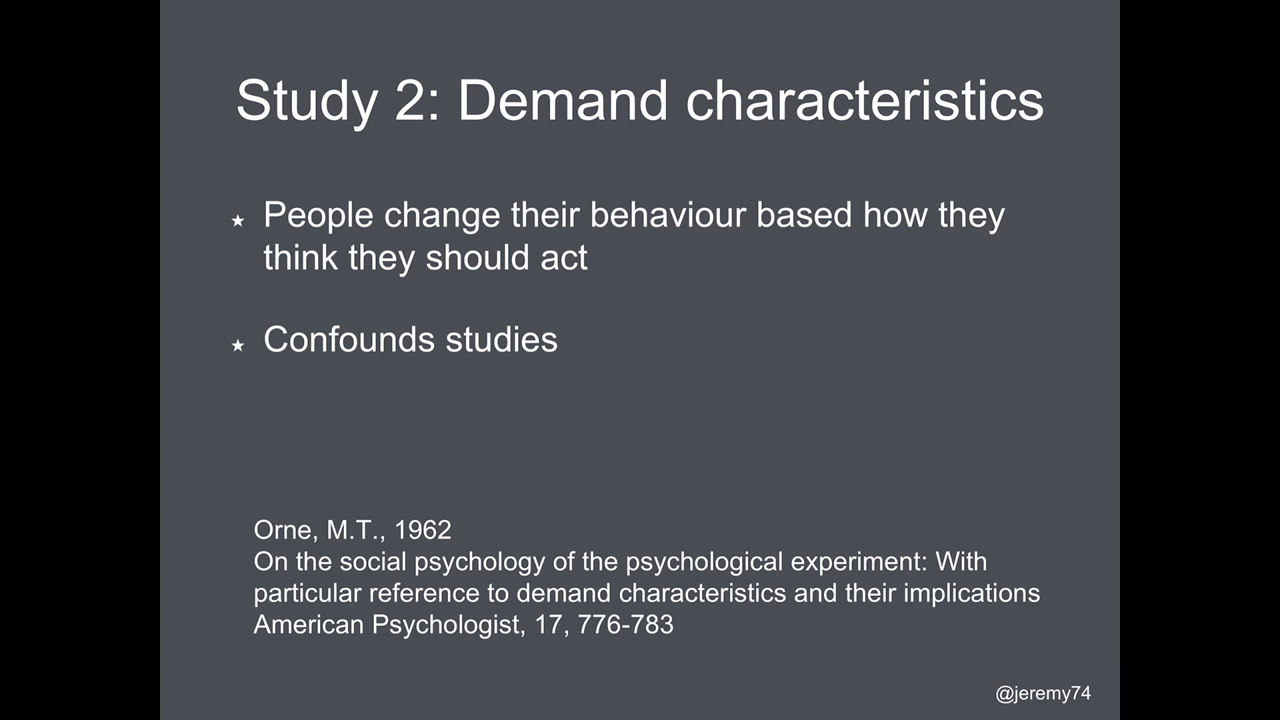 Study 2: Demand characteristics
★ People change their behaviour based how they
think they should act
★ Confounds studies
Orne, M.T., 1962
On the social psychology of the psychological experiment: With
particular reference to demand characteristics and their implications
American Psychologist, 17, 776-783
@jeremy74